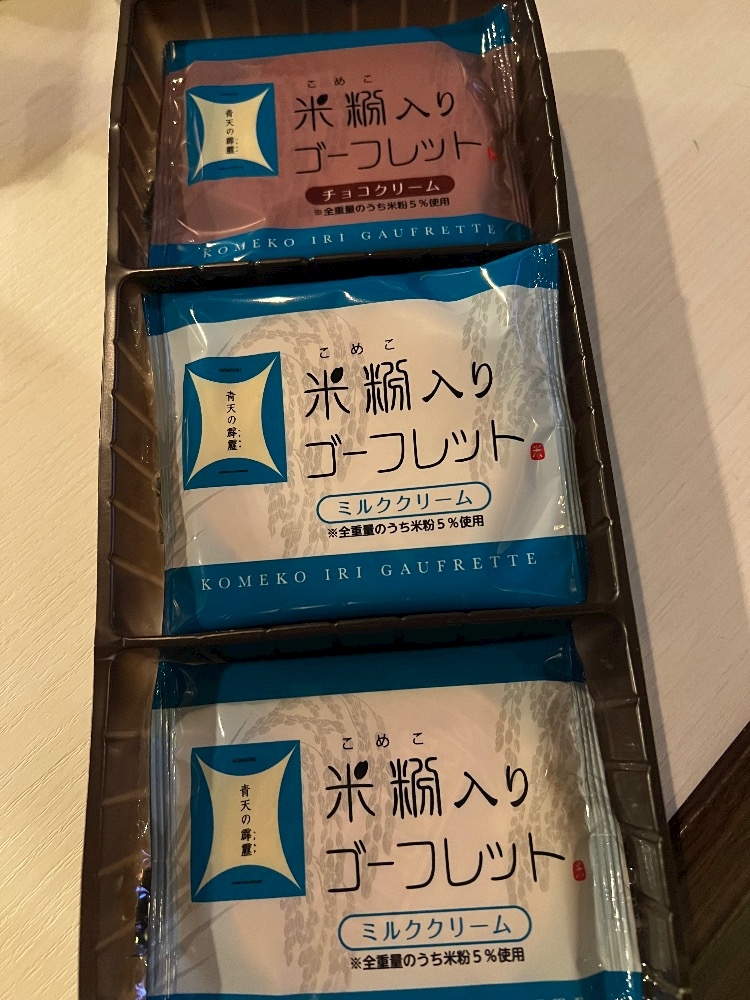 こめこ
米粉入り
ゴーフレット
青天の霹靂
チョコクリーム
※全重量のうち米粉5%使用
KOMEKO IRI GAUFRETTE
こめこ
米粉入り
ゴーフレット
米
青天の霹靂
ミルククリーム
※全重量のうち米粉5%使用
KOMEKO IRI GAUFRETTE
こめこ
米粉入り
ゴーフレット
米
青天の霹靂
ミルククリーム
※全重量のうち米粉5%使用